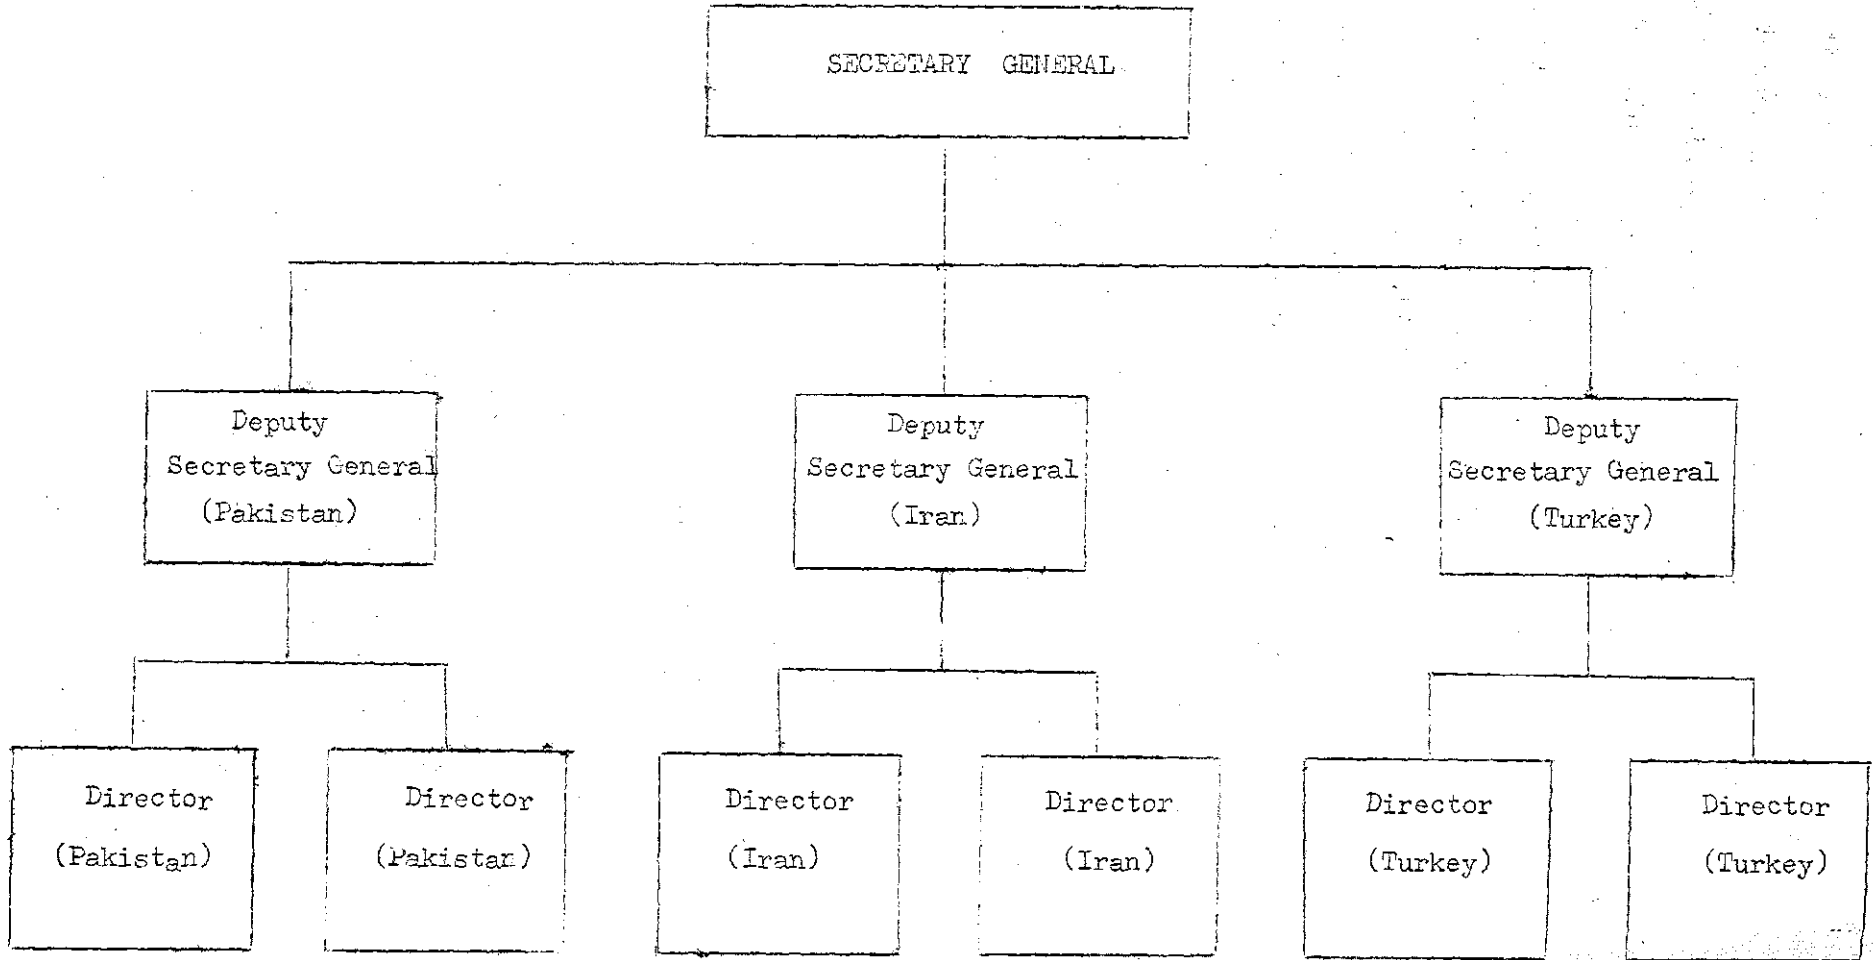 SECRETARY GENERAL
Deputy
Secretary General
(Pakistan)
Deputy
Secretary General
(Iran)
Deputy
Secretary General
(Turkey)
Director
(Pakistan)
Director
(Pakistan)
Director
(Iran)
Director
(Iran)
Director
(Turkey)
Director
(Turkey)